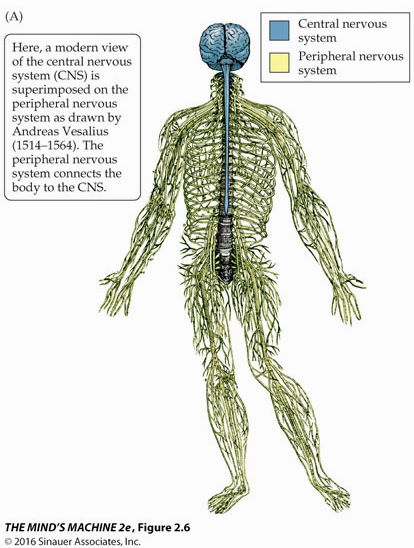 (A)
Here, a modern view
of the central nervous
system (CNS) is
superimposed on the
peripheral nervous
system as drawn by
Andreas Vesalius
(1514–1564). The
peripheral nervous
system connects the
body to the CNS.
Central nervous
system
Peripheral nervous
system
THE MIND'S MACHINE 2e, Figure 2.6
© 2016 Sinauer Associates, Inc.